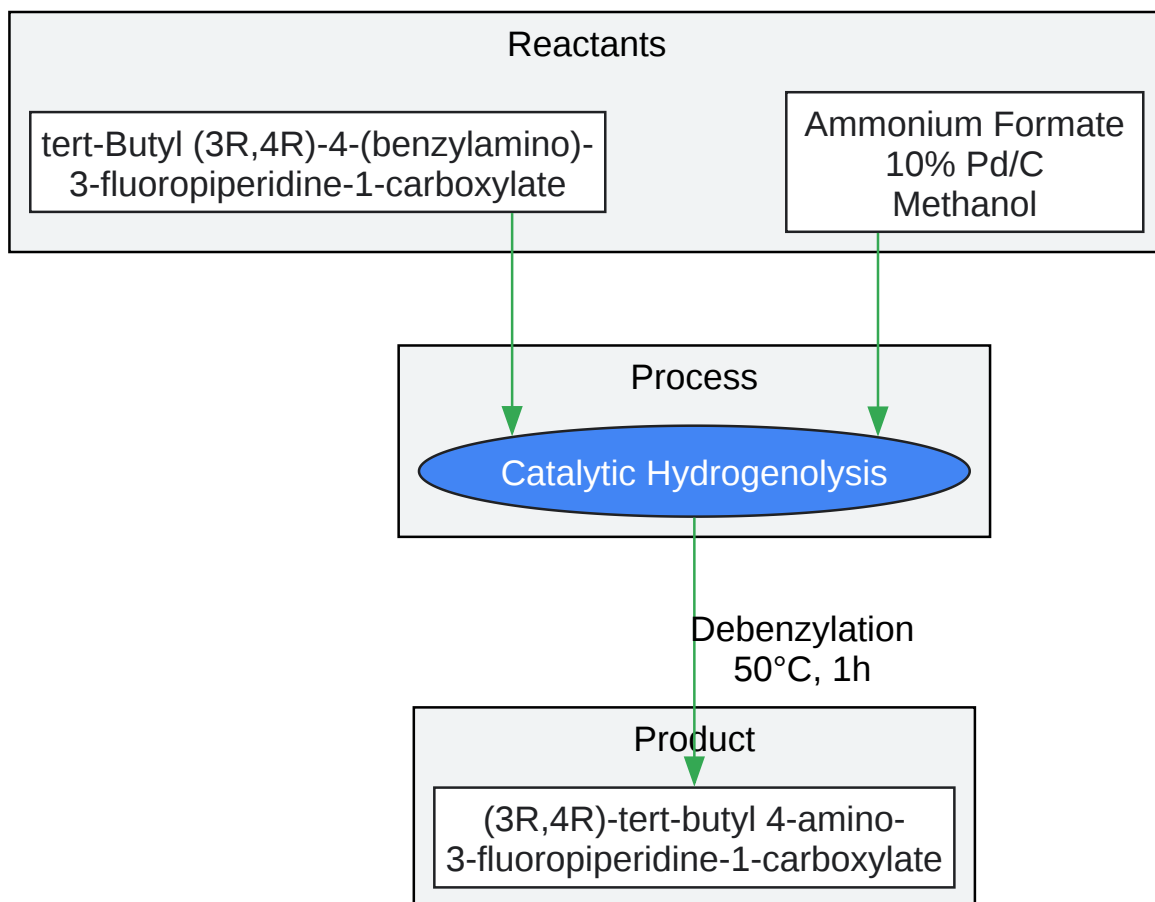 Reactants
tert-Butyl (3R,4R)-4-(benzylamino)-
3-fluoropiperidine-1-carboxylate
Ammonium Formate
10% Pd/C
Methanol
Process
Catalytic Hydrogenolysis
Debenzylation
50°C, 1h
Product
(3R,4R)-tert-butyl 4-amino-
3-fluoropiperidine-1-carboxylate